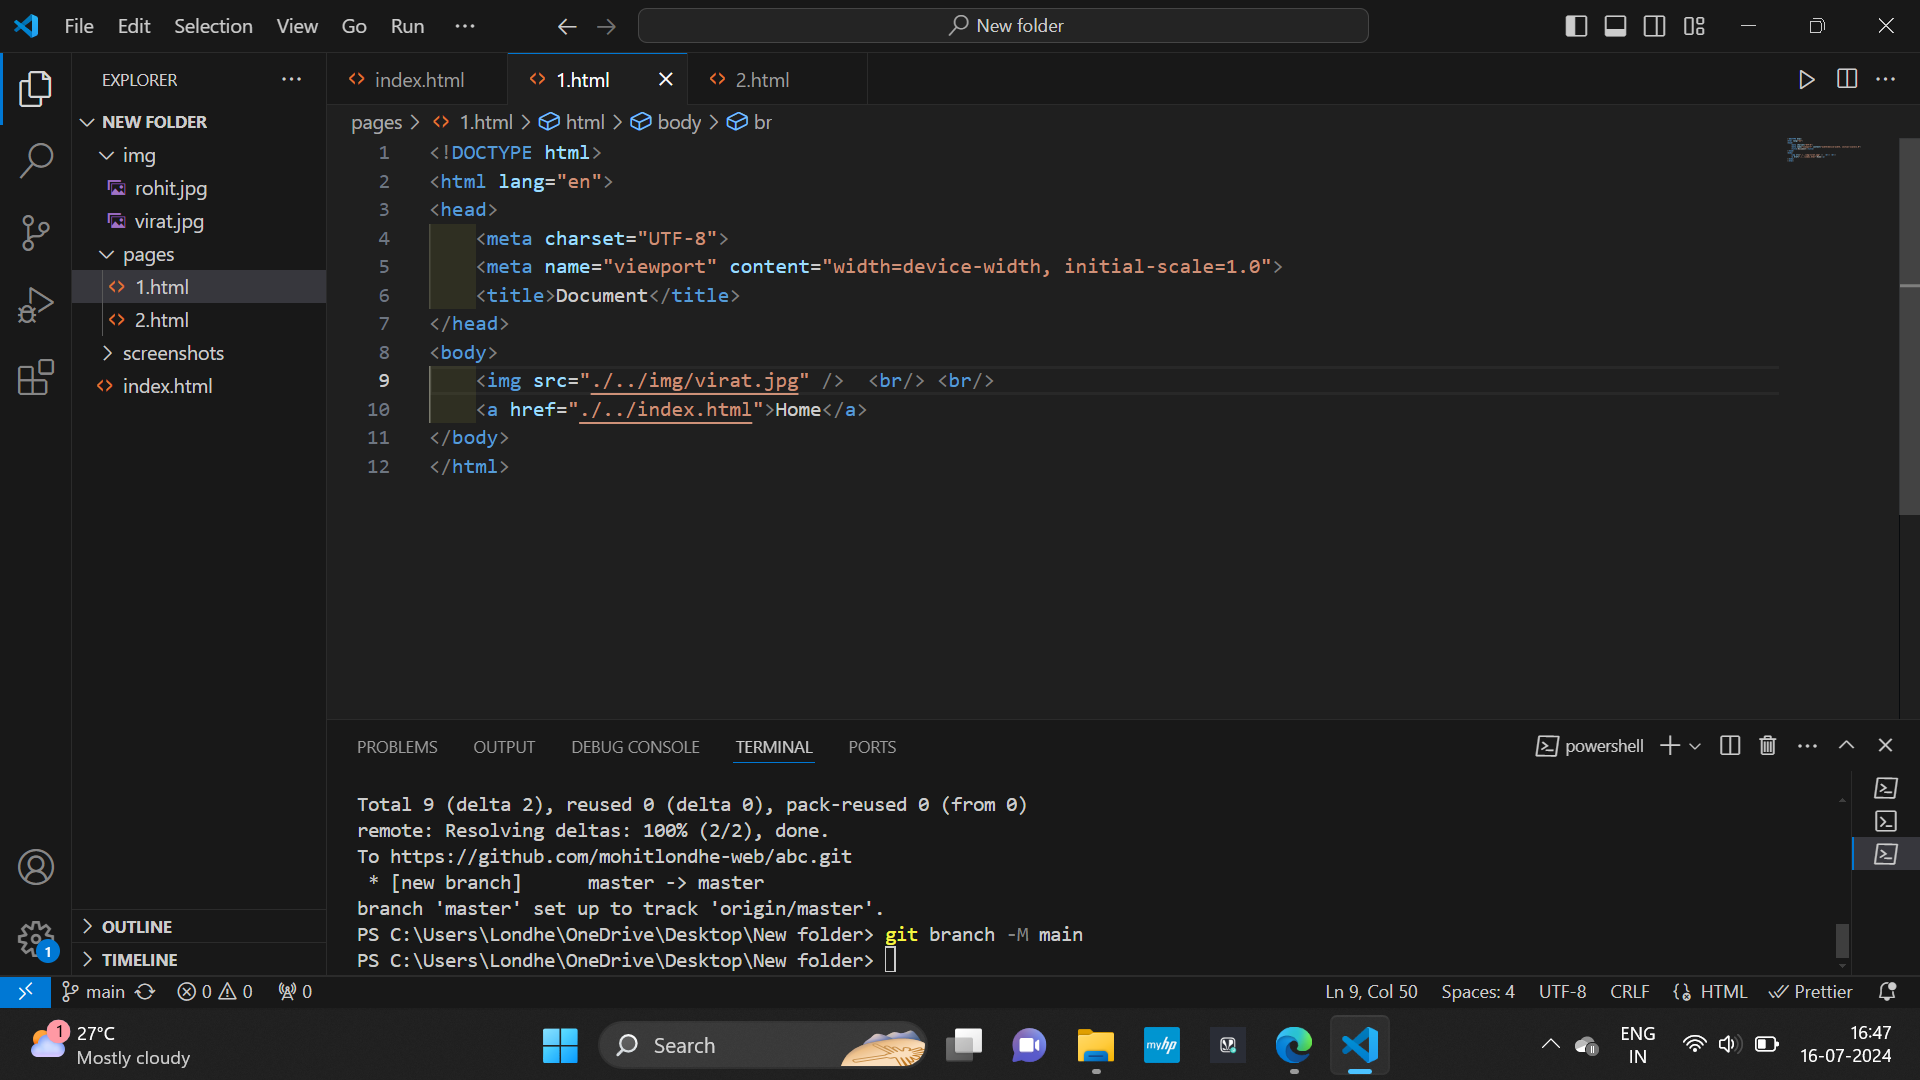 File Edit Selection View Go Run ··· New folder
EXPLORER
NEW FOLDER
img
rohit.jpg
virat.jpg
pages
1.html
2.html
screenshots
index.html
OUTLINE
TIMELINE
index.html 1.html 2.html
pages > 1.html > html > body > br
1 <!DOCTYPE html>
2 <html lang="en">
3 <head>
4 <meta charset="UTF-8">
5 <meta name="viewport" content="width=device-width, initial-scale=1.0">
6 <title>Document</title>
7 </head>
8 <body>
9 <img src="./../img/virat.jpg" />  <br/> <br/>
10 <a href="./../index.html">Home</a>
11 </body>
12 </html>
PROBLEMS OUTPUT DEBUG CONSOLE TERMINAL PORTS powershell
Total 9 (delta 2), reused 0 (delta 0), pack-reused 0 (from 0)
remote: Resolving deltas: 100% (2/2), done.
To https://github.com/mohitlondhe-web/abc.git
 * [new branch]      master -> master
branch 'master' set up to track 'origin/master'.
PS C:\Users\Londhe\OneDrive\Desktop\New folder> git branch -M main
PS C:\Users\Londhe\OneDrive\Desktop\New folder>
1
main 0 0 0 Ln 9, Col 50 Spaces: 4 UTF-8 CRLF HTML Prettier
1 27°C
Mostly cloudy
Search
myhp
ENG
IN
16:47
16-07-2024